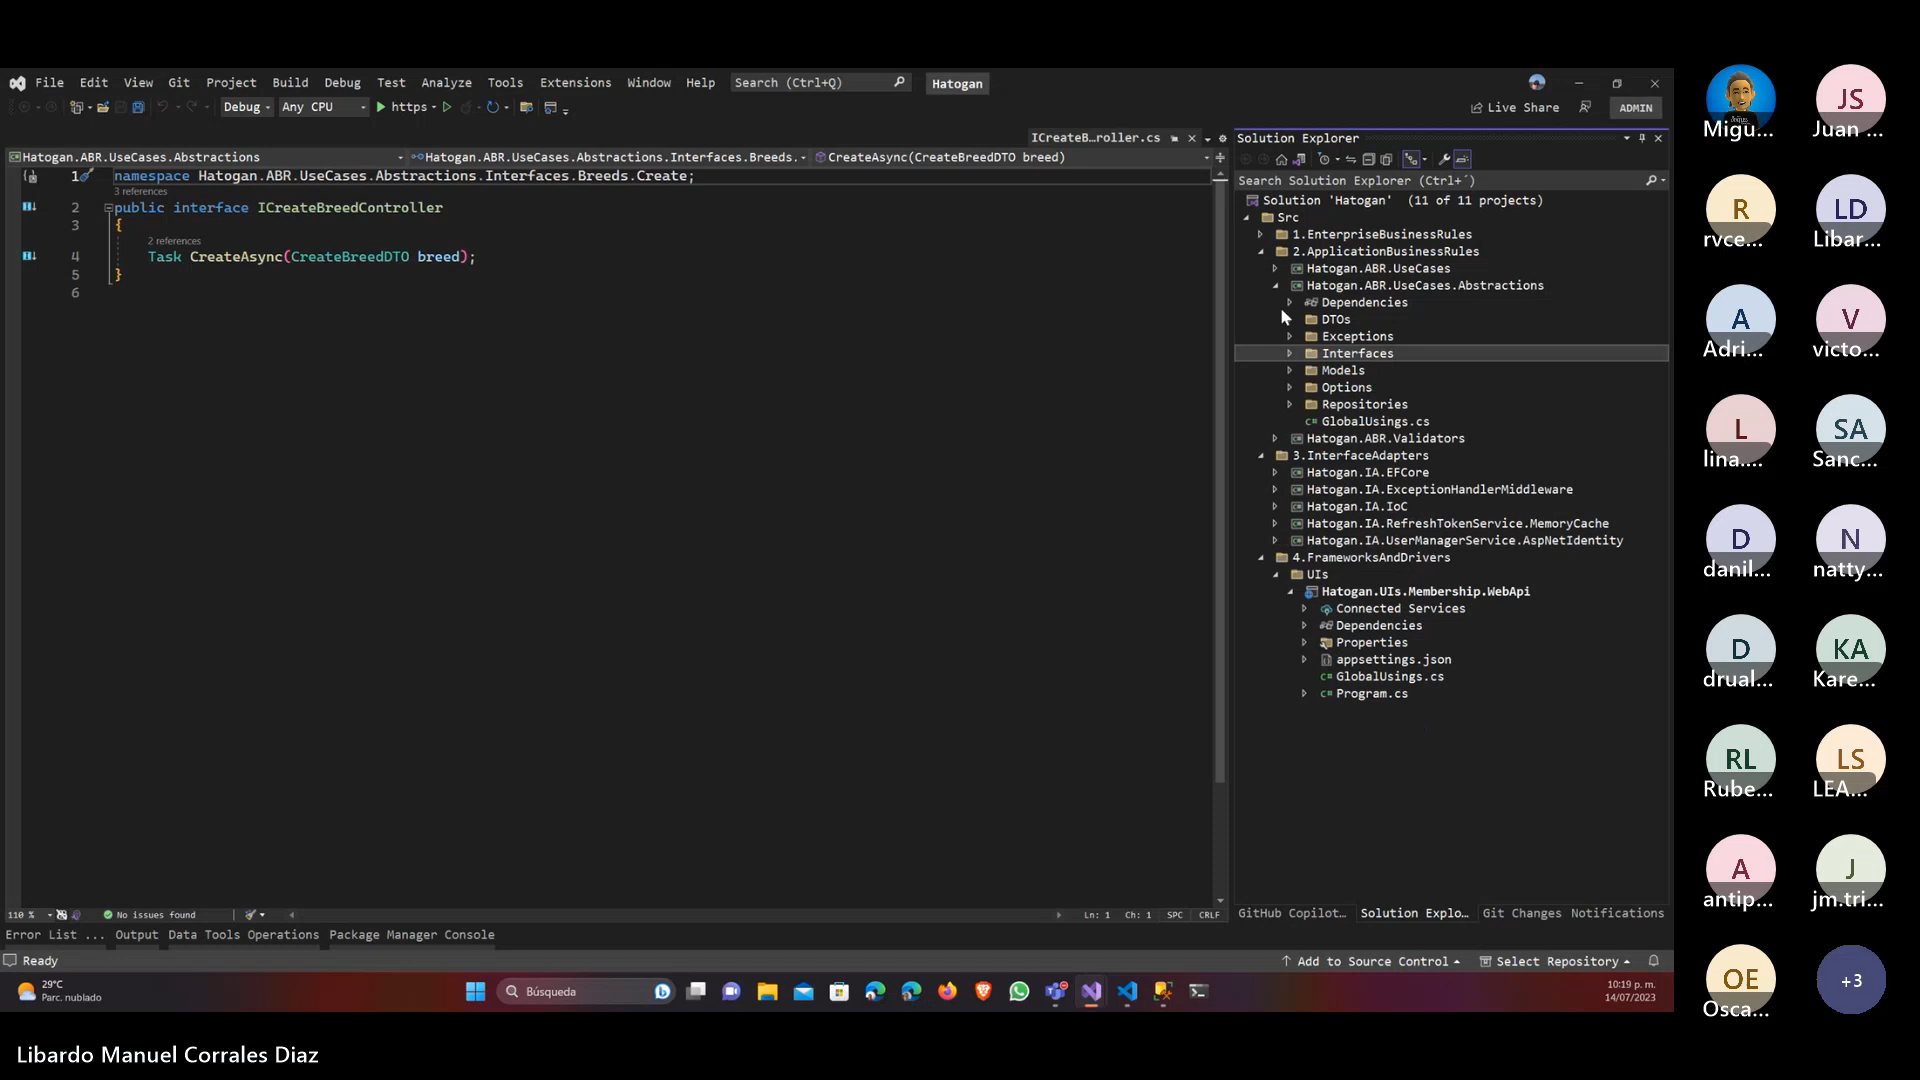 File Edit View Git Project Build Debug Test Analyze Tools Extensions Window Help Search (Ctrl+Q) Hatogan
Debug Any CPU https Live Share ADMIN
ICreateB...roller.cs
Hatogan.ABR.UseCases.Abstractions Hatogan.ABR.UseCases.Abstractions.Interfaces.Breeds. CreateAsync(CreateBreedDTO breed)
1 namespace Hatogan.ABR.UseCases.Abstractions.Interfaces.Breeds.Create;
3 references
2 public interface ICreateBreedController
3 {
2 references
4 Task CreateAsync(CreateBreedDTO breed);
5 }
6
110 % No issues found Ln: 1 Ch: 1 SPC CRLF
Error List ... Output Data Tools Operations Package Manager Console
Solution Explorer
Search Solution Explorer (Ctrl+´)
Solution 'Hatogan' (11 of 11 projects)
Src
1.EnterpriseBusinessRules
2.ApplicationBusinessRules
Hatogan.ABR.UseCases
Hatogan.ABR.UseCases.Abstractions
Dependencies
DTOs
Exceptions
Interfaces
Models
Options
Repositories
C# GlobalUsings.cs
Hatogan.ABR.Validators
3.InterfaceAdapters
Hatogan.IA.EFCore
Hatogan.IA.ExceptionHandlerMiddleware
Hatogan.IA.IoC
Hatogan.IA.RefreshTokenService.MemoryCache
Hatogan.IA.UserManagerService.AspNetIdentity
4.FrameworksAndDrivers
UIs
Hatogan.UIs.Membership.WebApi
Connected Services
Dependencies
Properties
appsettings.json
C# GlobalUsings.cs
C# Program.cs
GitHub Copilot... Solution Explo... Git Changes Notifications
Ready Add to Source Control Select Repository
29°C
Parc. nublado
Búsqueda
10:19 p. m.
14/07/2023
Libardo Manuel Corrales Diaz
Migu...
JS
Juan ...
R
rvce...
LD
Libar...
A
Adri...
V
victo...
L
lina....
SA
Sanc...
D
danil...
N
natty...
D
drual...
KA
Kare...
RL
Rube...
LS
LEA...
A
antip...
J
jm.tri...
OE
Osca...
+3